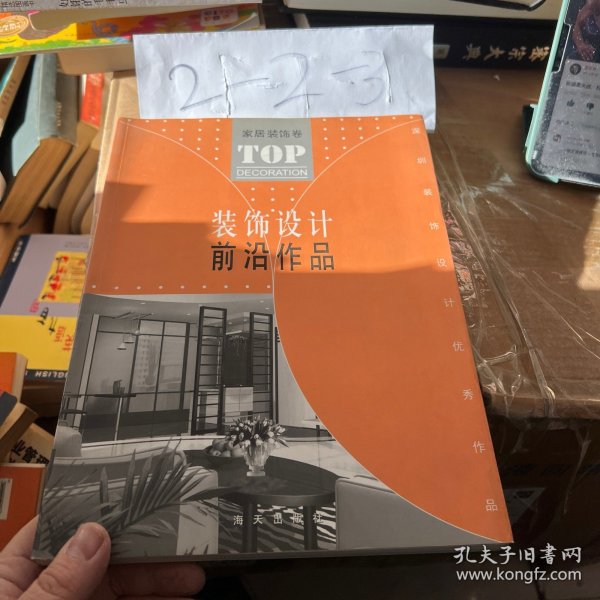 2-2-3
家居装饰卷
TOP
DECORATION
装饰设计
前沿作品
深圳装饰设计优秀作品
海天出版社
ENGLISH
孔夫子旧书网
www.kongfz.com